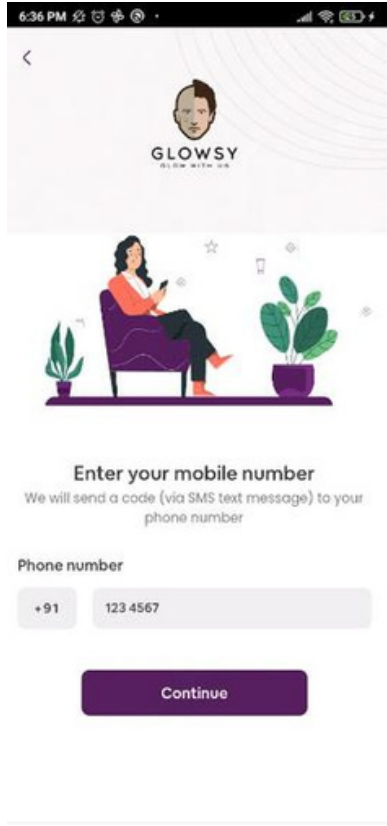 6:36 PM
GLOWSY
GLOW WITH US
Enter your mobile number
We will send a code (via SMS text message) to your
phone number
Phone number
+91 123 4567
Continue